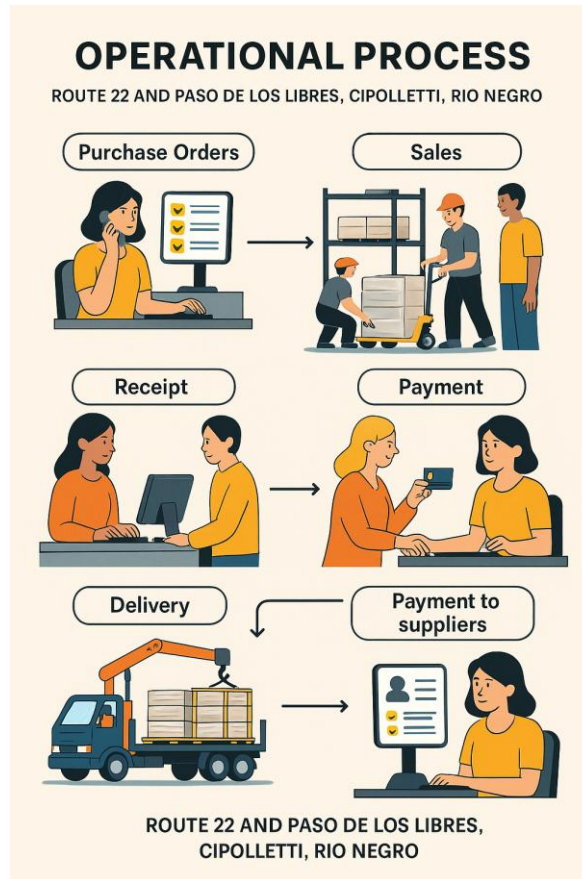 OPERATIONAL PROCESS
ROUTE 22 AND PASO DE LOS LIBRES, CIPOLLETTI, RIO NEGRO
Purchase Orders
Sales
Receipt
Payment
Delivery
Payment to
suppliers
ROUTE 22 AND PASO DE LOS LIBRES,
CIPOLLETTI, RIO NEGRO